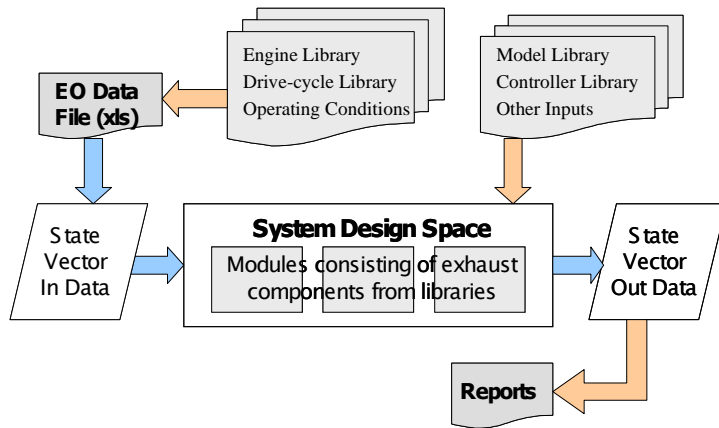 Engine Library
Drive-cycle Library
Operating Conditions
Model Library
Controller Library
Other Inputs
EO Data
File (xls)
State
Vector
In Data
System Design Space
Modules consisting of exhaust
components from libraries
State
Vector
Out Data
Reports